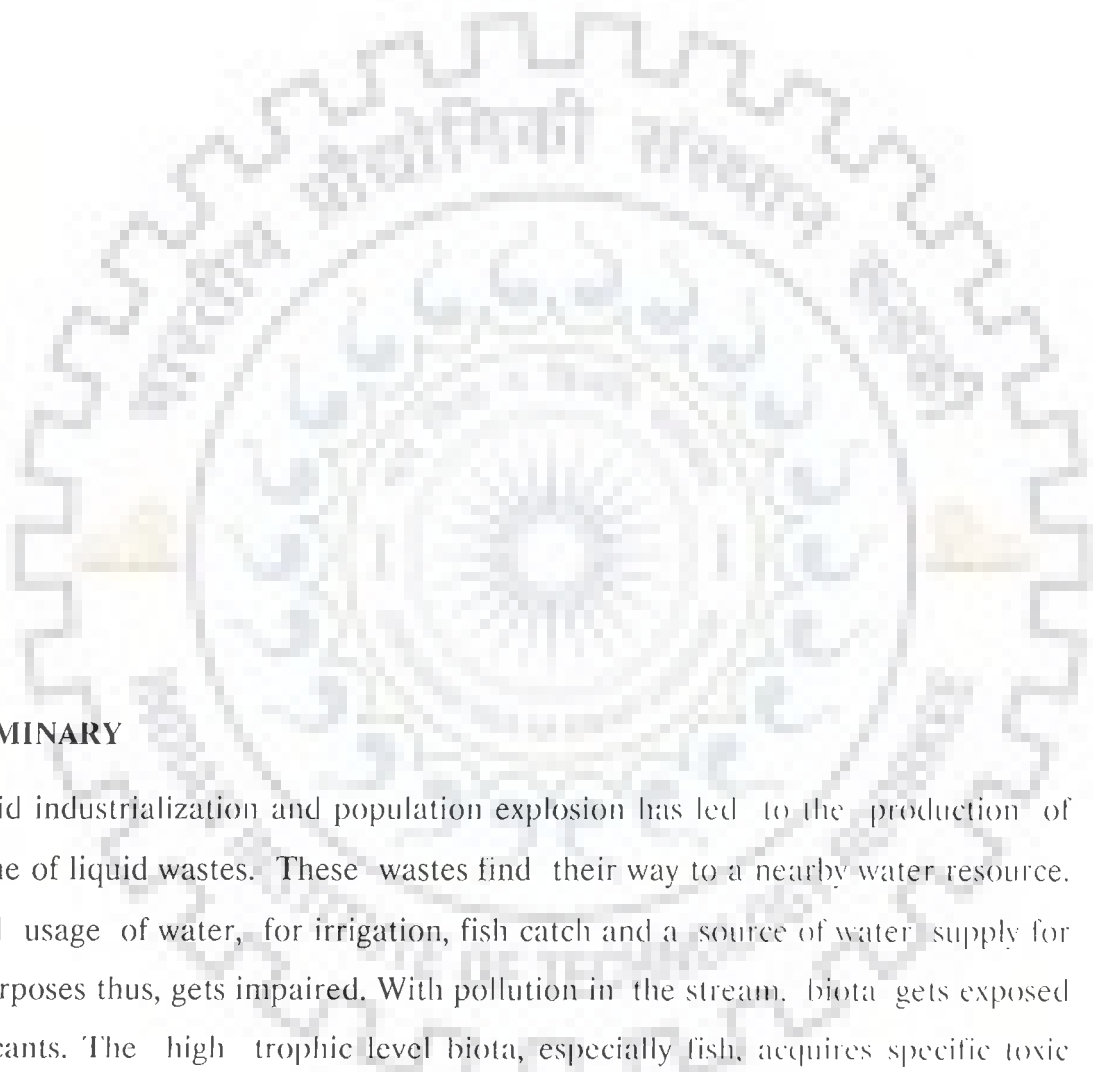 MINARY
id industrialization and population explosion has led to the production of
ne of liquid wastes. These wastes find their way to a nearby water resource.
usage of water, for irrigation, fish catch and a source of water supply for
rposes thus, gets impaired. With pollution in the stream. biota gets exposed
cants. The high trophic level biota, especially fish, acquires specific toxic